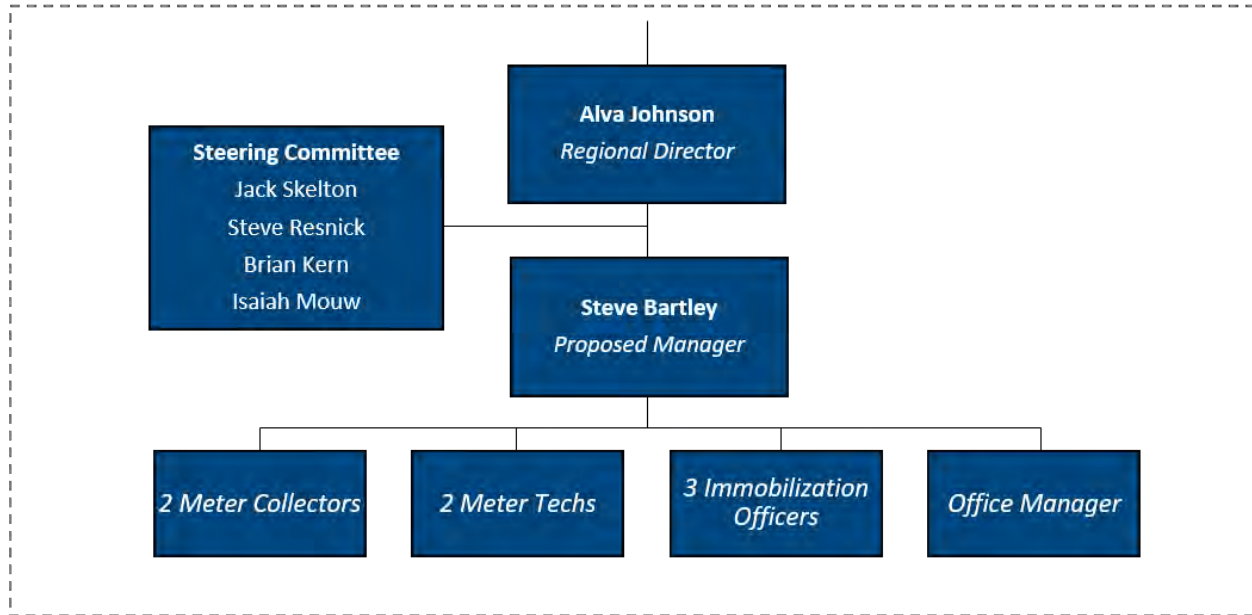 Alva Johnson
Regional Director
Steering Committee
Jack Skelton
Steve Resnick
Brian Kern
Isaiah Mouw
Steve Bartley
Proposed Manager
2 Meter Collectors
2 Meter Techs
3 Immobilization
Officers
Office Manager